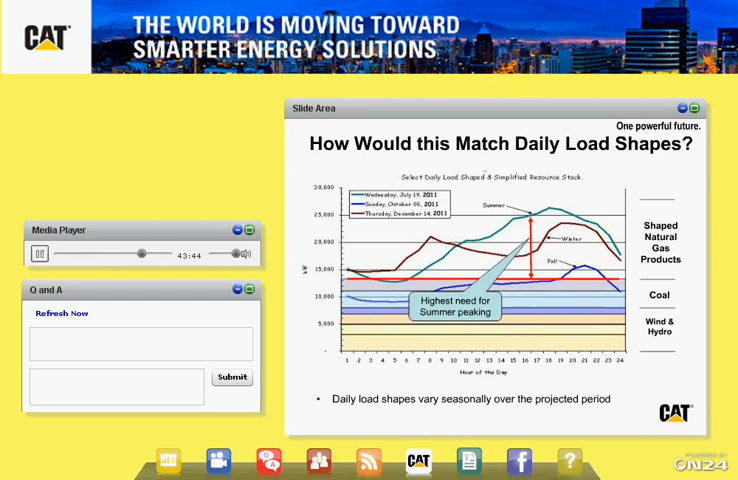 CAT
THE WORLD IS MOVING TOWARD
SMARTER ENERGY SOLUTIONS
Slide Area
One powerful future.
How Would this Match Daily Load Shapes?
Select Daily Load Shaped & Simplified Resource Stack
30,000
25,000
20,000
15,000
10,000
5,000
-
kW
Wednesday, July 19, 2011
Sunday, October 08, 2011
Thursday, December 14, 2011
Summer
Winter
Fall
Highest need for
Summer peaking
1 2 3 4 5 6 7 8 9 10 11 12 13 14 15 16 17 18 19 20 21 22 23 24
Hour of the Day
Shaped
Natural
Gas
Products
Coal
Wind &
Hydro
• Daily load shapes vary seasonally over the projected period
CAT
Media Player
43:44
Q and A
Refresh Now
Submit
Q
A
CAT
f
?
POWERED BY
ON24